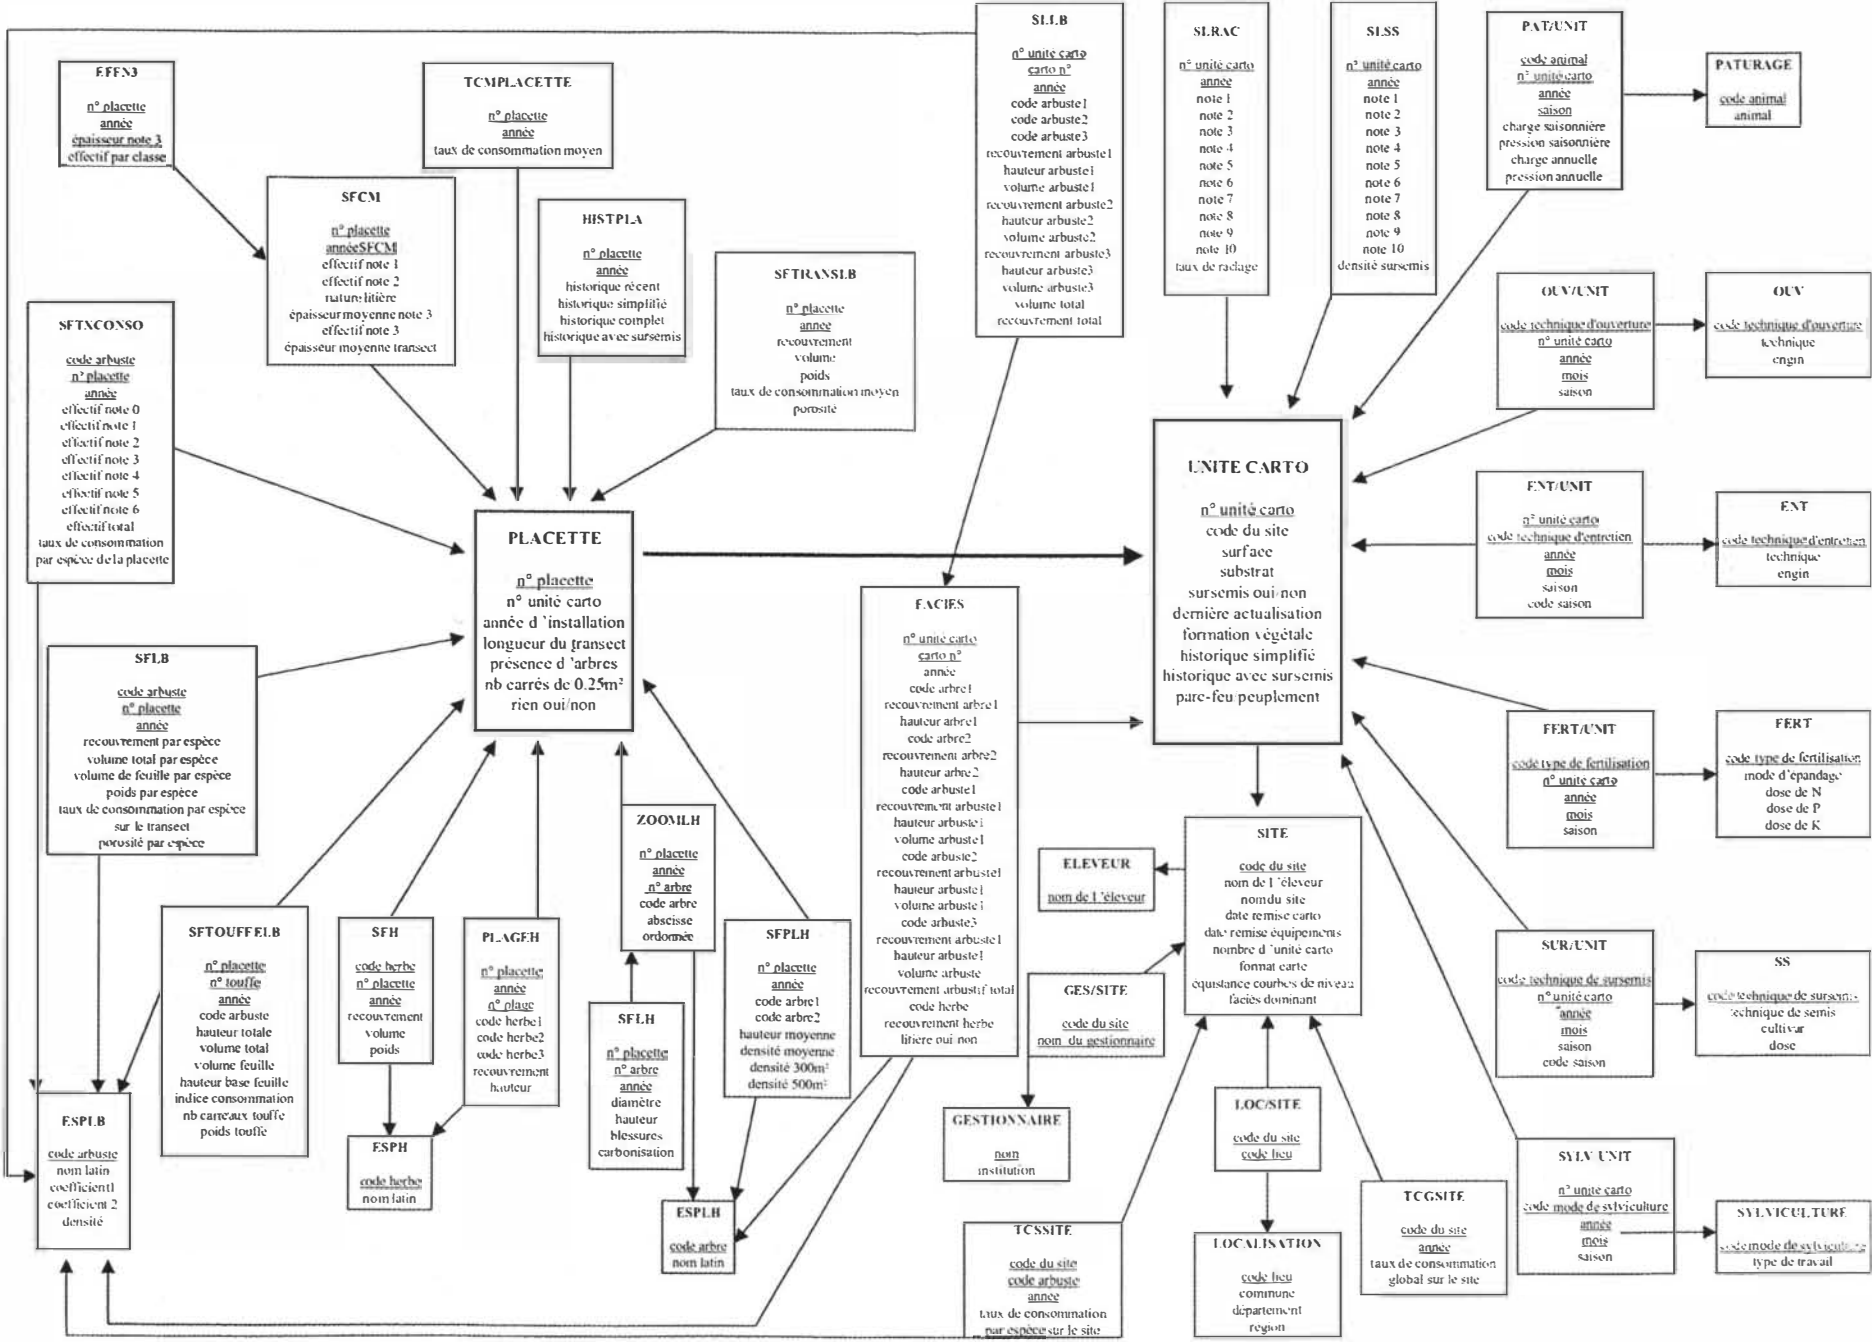 EFFN3
n° placette
année
épaisseur note 3
effectif par classe
TCMPLACETTE
n° placette
année
taux de consommation moyen
SFCM
n° placette
annéeSFCM
effectif note 1
effectif note 2
nature litière
épaisseur moyenne note 3
effectif note 3
épaisseur moyenne transect
HISTPLA
n° placette
année
historique récent
historique simplifié
historique complet
historique avec sursemis
SFTRANSLB
n° placette
année
recouvrement
volume
poids
taux de consommation moyen
porosité
SFTXCONSO
code arbuste
n° placette
année
effectif note 0
effectif note 1
effectif note 2
effectif note 3
effectif note 4
effectif note 5
effectif note 6
effectif total
taux de consommation
par espèce de la placette
SLLB
n° unité carto
carto n°
année
code arbuste1
code arbuste2
code arbuste3
recouvrement arbuste1
hauteur arbuste1
volume arbuste1
recouvrement arbuste2
hauteur arbuste2
volume arbuste2
recouvrement arbuste3
hauteur arbuste3
volume arbuste3
volume total
recouvrement total
SLRAC
n° unité carto
année
note 1
note 2
note 3
note 4
note 5
note 6
note 7
note 8
note 9
note 10
taux de raclage
SLSS
n° unité carto
année
note 1
note 2
note 3
note 4
note 5
note 6
note 7
note 8
note 9
note 10
densité sursemis
PAT/UNIT
code animal
n° unité carto
année
saison
charge saisonnière
pression saisonnière
charge annuelle
pression annuelle
PATURAGE
code animal
animal
OUV/UNIT
code technique d'ouverture
n° unité carto
année
mois
saison
OUV
code technique d'ouverture
technique
engin
PLACETTE
n° placette
n° unité carto
année d 'installation
longueur du transect
présence d 'arbres
nb carrés de 0.25m²
rien oui/non
UNITE CARTO
n° unité carto
code du site
surface
substrat
sursemis oui/non
dernière actualisation
formation végétale
historique simplifié
historique avec sursemis
pare-feu/peuplement
ENT/UNIT
n° unité carto
code technique d'entretien
année
mois
saison
code saison
ENT
code technique d'entretien
technique
engin
SFLB
code arbuste
n° placette
année
recouvrement par espèce
volume total par espèce
volume de feuille par espèce
poids par espèce
taux de consommation par espèce
sur le transect
porosité par espèce
FACIES
n° unité carto
carto n°
année
code arbre1
recouvrement arbre1
hauteur arbre1
code arbre2
recouvrement arbre2
hauteur arbre2
code arbuste1
recouvrement arbuste1
hauteur arbuste1
volume arbuste1
code arbuste2
recouvrement arbuste1
hauteur arbuste1
volume arbuste1
code arbuste3
recouvrement arbuste1
hauteur arbuste1
volume arbuste
recouvrement arbustif total
code herbe
recouvrement herbe
litière oui non
FERT/UNIT
code type de fertilisation
n° unité carto
année
mois
saison
FERT
code type de fertilisation
mode d'épandage
dose de N
dose de P
dose de K
SITE
code du site
nom de l 'éleveur
nom du site
date remise carto
date remise équipements
nombre d 'unité carto
format carte
équistance courbes de niveau
faciès dominant
ELEVEUR
nom de l 'éleveur
SFTOUFFELB
n° placette
n° touffe
année
code arbuste
hauteur totale
volume total
volume feuille
hauteur base feuille
indice consommation
nb carreaux touffe
poids touffe
SFH
code herbe
n° placette
année
recouvrement
volume
poids
PLAGEH
n° placette
année
n° plage
code herbe1
code herbe2
code herbe3
recouvrement
hauteur
ZOOMLH
n° placette
année
n° arbre
code arbre
abscisse
ordonnée
SFLH
n° placette
n° arbre
année
diamètre
hauteur
blessures
carbonisation
SFPLH
n° placette
année
code arbre1
code arbre2
hauteur moyenne
densité moyenne
densité 300m²
densité 500m²
GES/SITE
code du site
nom du gestionnaire
SUR/UNIT
code technique de sursemis
n° unité carto
année
mois
saison
code saison
SS
code technique de sursemis
technique de semis
cultivar
dose
ESPLB
code arbuste
nom latin
coefficient1
coefficient 2
densité
ESPH
code herbe
nom latin
ESPLH
code arbre
nom latin
GESTIONNAIRE
nom
institution
LOC/SITE
code du site
code lieu
SYLV UNIT
n° unité carto
code mode de sylviculture
année
mois
saison
SYLVICULTURE
code mode de sylviculture
type de travail
TCSSITE
code du site
code arbuste
année
taux de consommation
par espèce sur le site
LOCALISATION
code lieu
commune
département
région
TCGSITE
code du site
année
taux de consommation
global sur le site